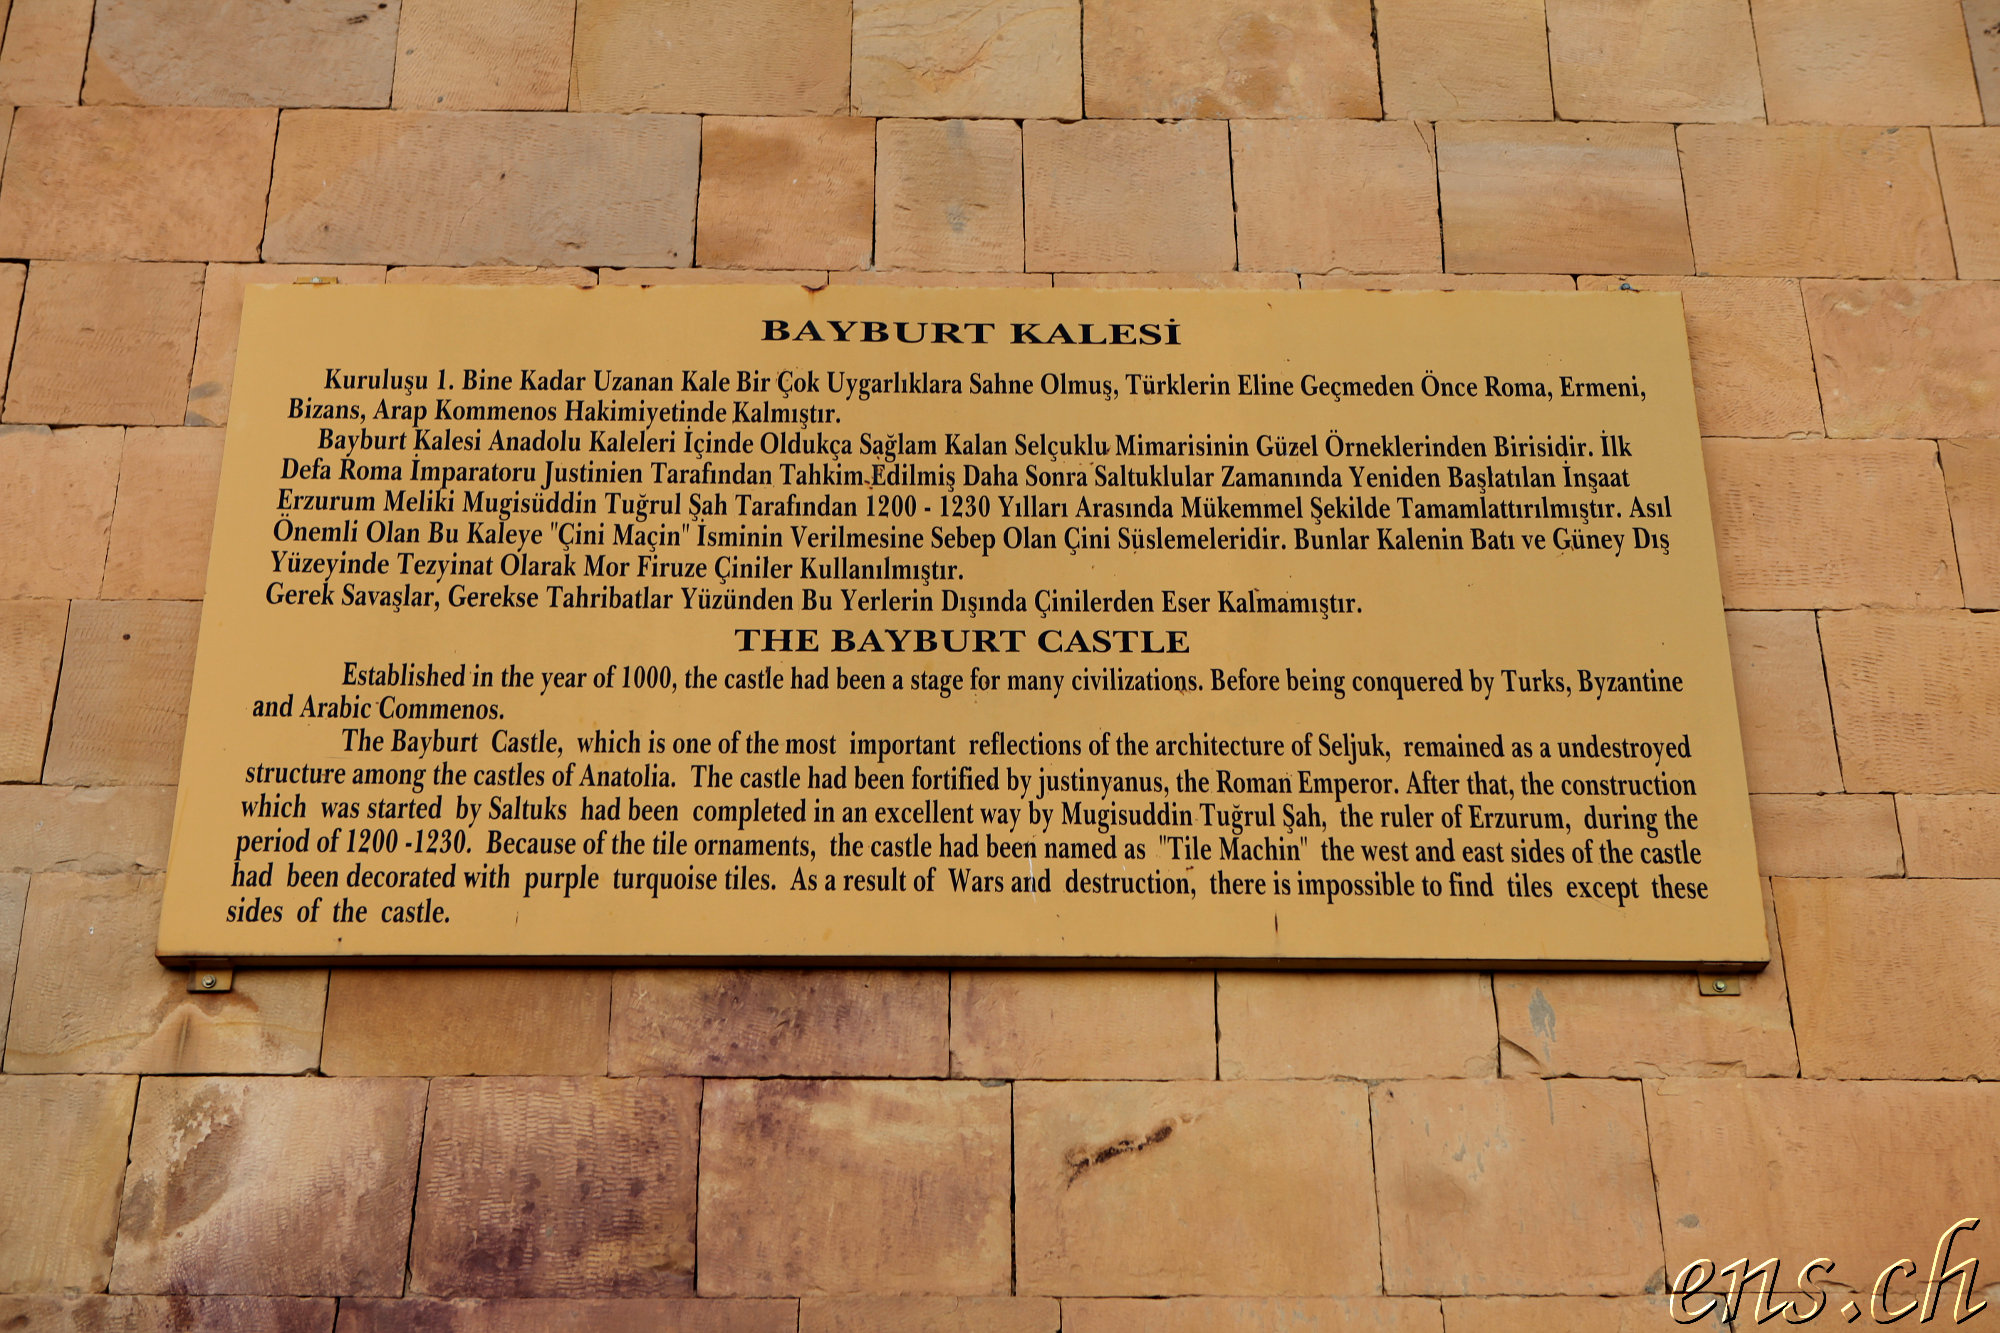 BAYBURT KALESİ
Kuruluşu 1. Bine Kadar Uzanan Kale Bir Çok Uygarlıklara Sahne Olmuş, Türklerin Eline Geçmeden Önce Roma, Ermeni,
Bizans, Arap Kommenos Hakimiyetinde Kalmıştır.
Bayburt Kalesi Anadolu Kaleleri İçinde Oldukça Sağlam Kalan Selçuklu Mimarisinin Güzel Örneklerinden Birisidir. İlk
Defa Roma İmparatoru Justinien Tarafından Tahkim Edilmiş Daha Sonra Saltuklular Zamanında Yeniden Başlatılan İnşaat
Erzurum Meliki Mugisüddin Tuğrul Şah Tarafından 1200 - 1230 Yılları Arasında Mükemmel Şekilde Tamamlattırılmıştır. Asıl
Önemli Olan Bu Kaleye "Çini Maçin" İsminin Verilmesine Sebep Olan Çini Süslemeleridir. Bunlar Kalenin Batı ve Güney Dış
Yüzeyinde Tezyinat Olarak Mor Firuze Çiniler Kullanılmıştır.
Gerek Savaşlar, Gerekse Tahribatlar Yüzünden Bu Yerlerin Dışında Çinilerden Eser Kalmamıştır.
THE BAYBURT CASTLE
Established in the year of 1000, the castle had been a stage for many civilizations. Before being conquered by Turks, Byzantine
and Arabic Commenos.
The Bayburt Castle, which is one of the most important reflections of the architecture of Seljuk, remained as a undestroyed
structure among the castles of Anatolia. The castle had been fortified by justinyanus, the Roman Emperor. After that, the construction
which was started by Saltuks had been completed in an excellent way by Mugisuddin Tuğrul Şah, the ruler of Erzurum, during the
period of 1200 -1230. Because of the tile ornaments, the castle had been named as "Tile Machin" the west and east sides of the castle
had been decorated with purple turquoise tiles. As a result of Wars and destruction, there is impossible to find tiles except these
sides of the castle.
ens.ch